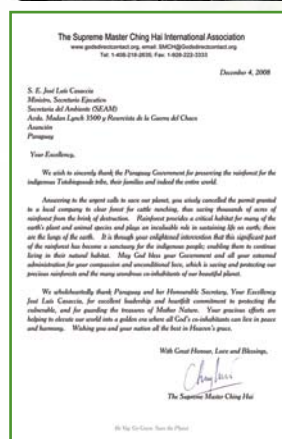 The Supreme Master Ching Hai International Association
www.godsdirectcontact.org, email: SMCH@Godsdirectcontact.org
Tel: 1-408-218-2635, Fax: 1-928-222-3333
December 4, 2008
S. E. José Luis Casaccia
Ministro, Secretario Ejecutivo
Secretaría del Ambiente (SEAM)
Avda. Madam Lynch 3500 y Reservista de la Guerra del Chaco
Asunción
Paraguay
Your Excellency,
We wish to sincerely thank the Paraguay Government for preserving the rainforest for the
indigenous Totobiegosode tribe, their families and indeed the entire world.
Answering to the urgent calls to save our planet, you wisely cancelled the permit granted
to a local company to clear forest for cattle ranching, thus saving thousands of acres of
rainforest from the brink of destruction. Rainforest provides a critical habitat for many of the
earth's plant and animal species and plays an invaluable role in sustaining life on earth; these
are the lungs of the earth. It is through your enlightened intervention that this significant part
of the rainforest has become a sanctuary for the indigenous people; enabling them to continue
living in their natural habitat. May God bless your Government and all your esteemed
administration for your compassion and unconditional love, which is saving and protecting our
precious rainforests and the many wondrous co-inhabitants of our beautiful planet.
We wholeheartedly thank Paraguay and her Honourable Secretary, Your Excellency
José Luis Casaccia, for excellent leadership and heartfelt commitment to protecting the
vulnerable, and for guarding the treasures of Mother Nature. Your gracious efforts are
helping to elevate our world into a golden era where all God's co-inhabitants can live in peace
and harmony. Wishing you and your nation all the best in Heaven's grace.
With Great Honour, Love and Blessings,
The Supreme Master Ching Hai
Be Veg Go Green Save the Planet